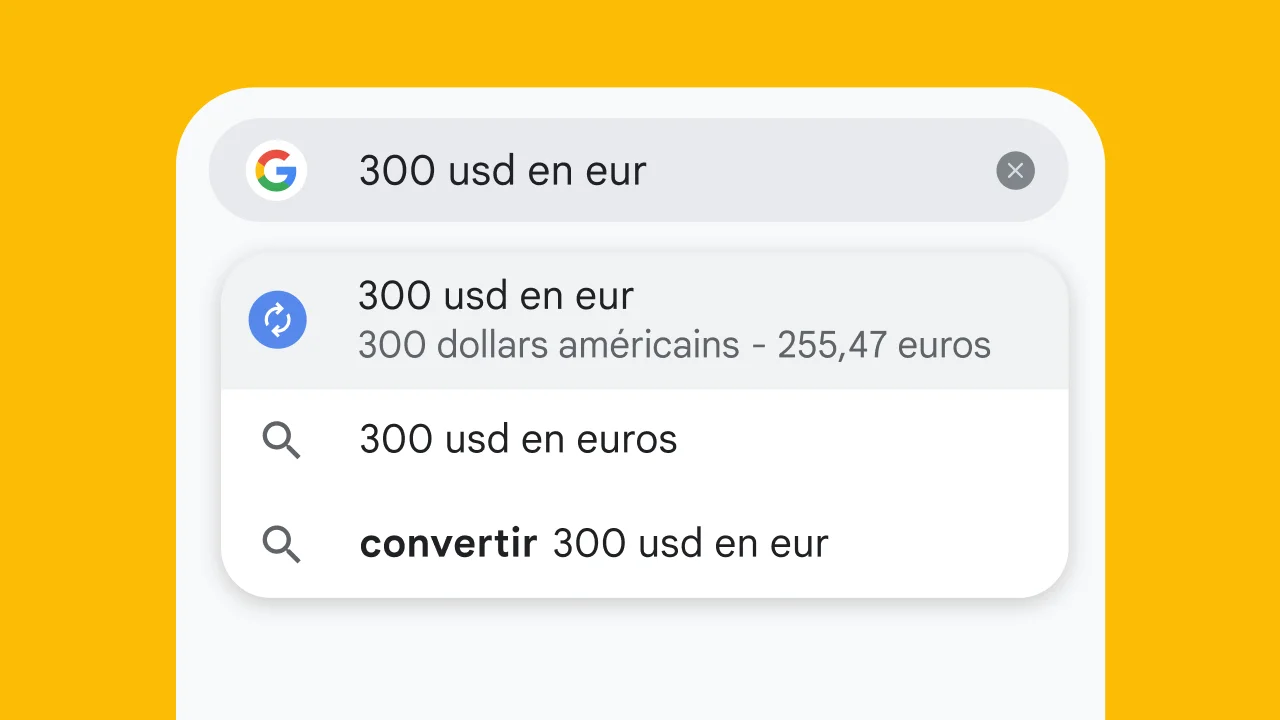 300 usd en eur
300 usd en eur
300 dollars américains - 255,47 euros
300 usd en euros
convertir 300 usd en eur